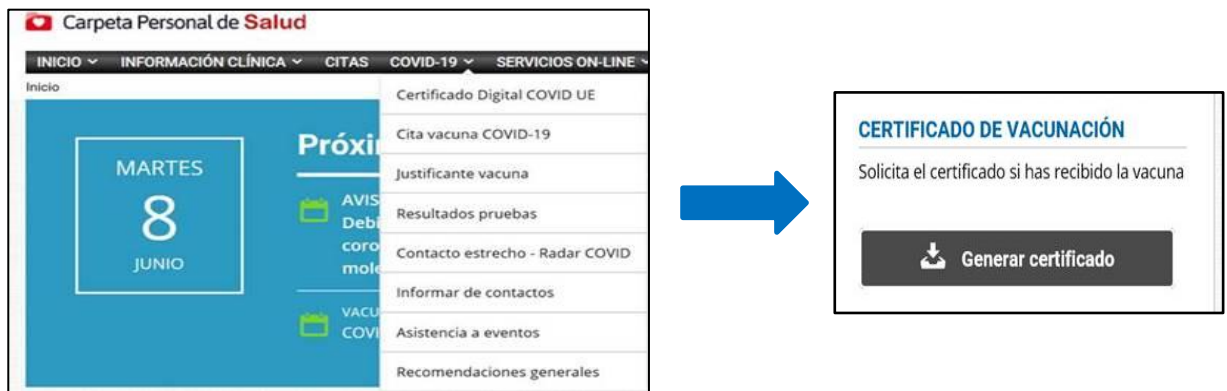 Carpeta Personal de Salud
INICIO INFORMACIÓN CLÍNICA CITAS COVID-19 SERVICIOS ON-LINE
Inicio
Certificado Digital COVID UE
Cita vacuna COVID-19
Justificante vacuna
Resultados pruebas
Contacto estrecho - Radar COVID
Informar de contactos
Asistencia a eventos
Recomendaciones generales
MARTES
8
JUNIO
CERTIFICADO DE VACUNACIÓN
Solicita el certificado si has recibido la vacuna
Generar certificado